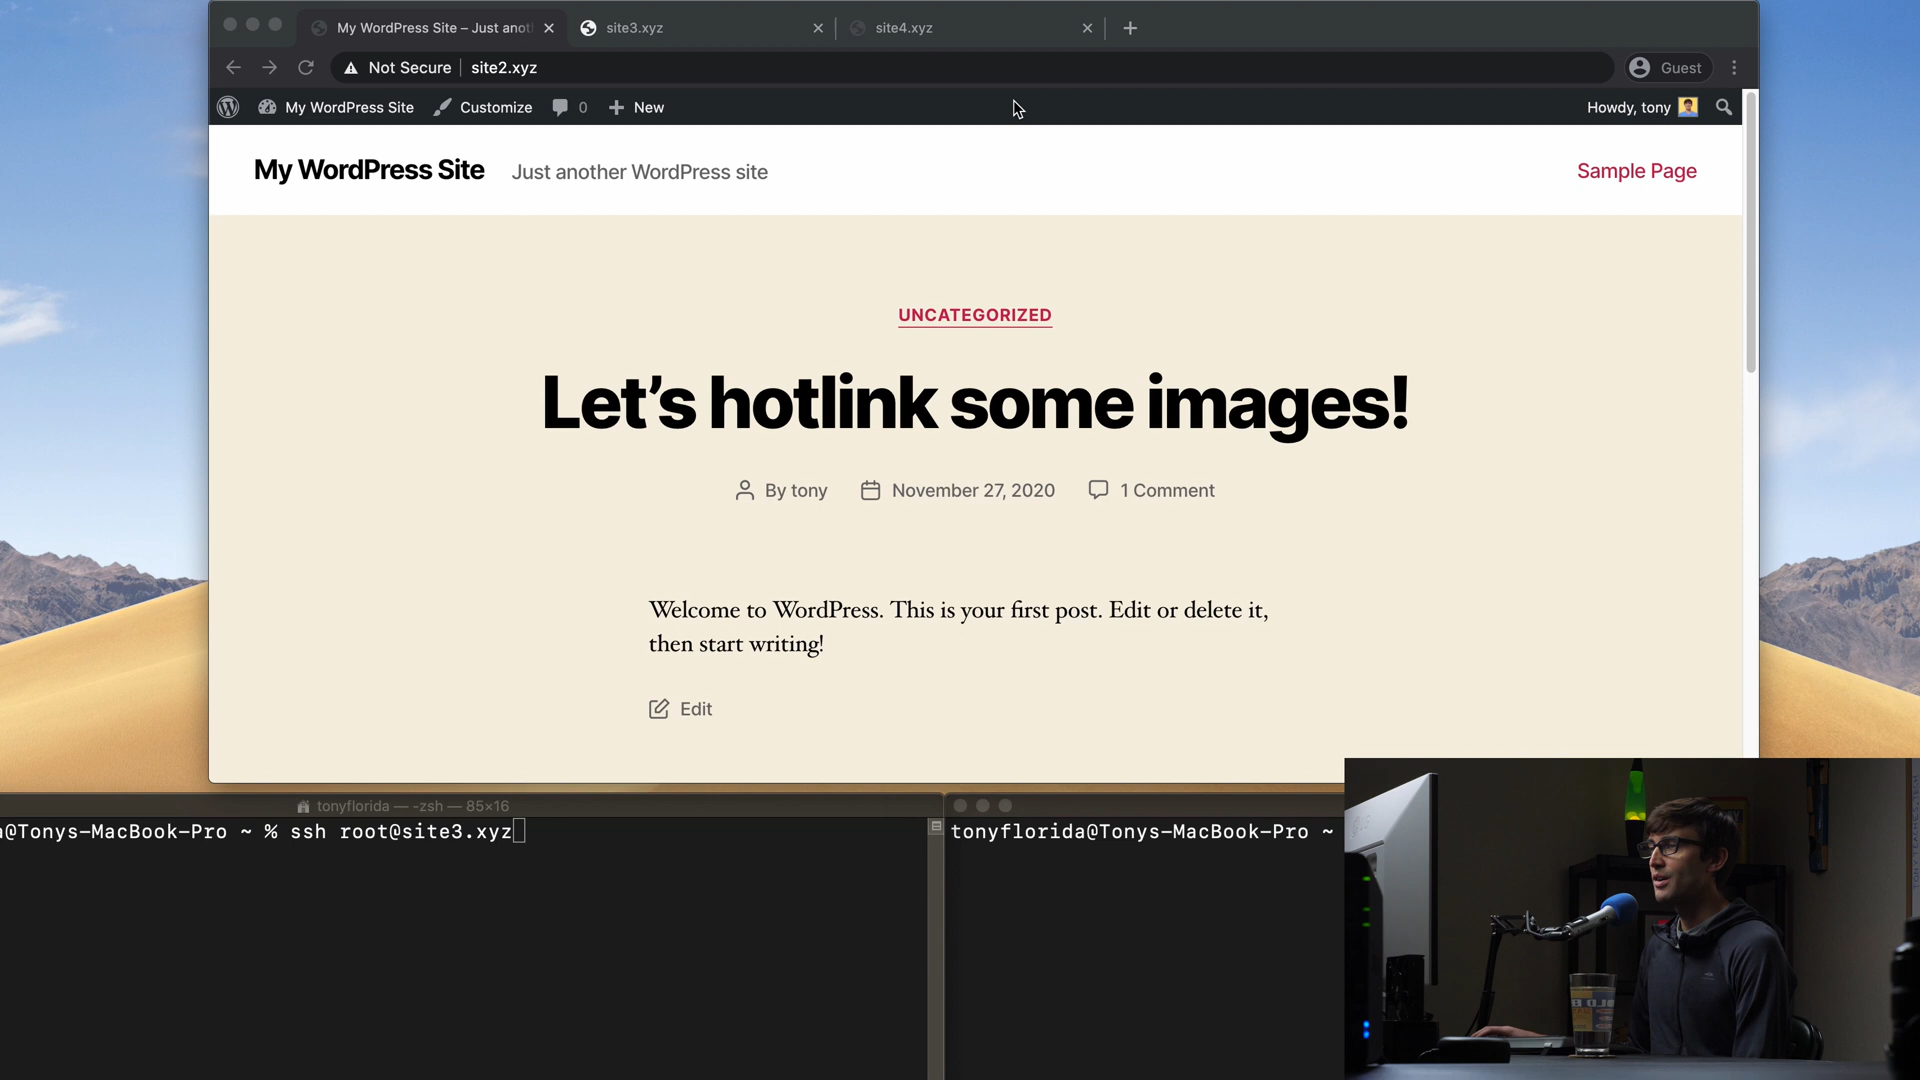 My WordPress Site – Just anot
site3.xyz
site4.xyz
Not Secure
site2.xyz
Guest
My WordPress Site
Customize
0
New
Howdy, tony
My WordPress Site
Just another WordPress site
Sample Page
UNCATEGORIZED
Let’s hotlink some images!
By tony
November 27, 2020
1 Comment
Welcome to WordPress. This is your first post. Edit or delete it,
then start writing!
Edit
tonyflorida — -zsh — 85×16
a@Tonys-MacBook-Pro ~ % ssh root@site3.xyz
tonyflorida@Tonys-MacBook-Pro ~